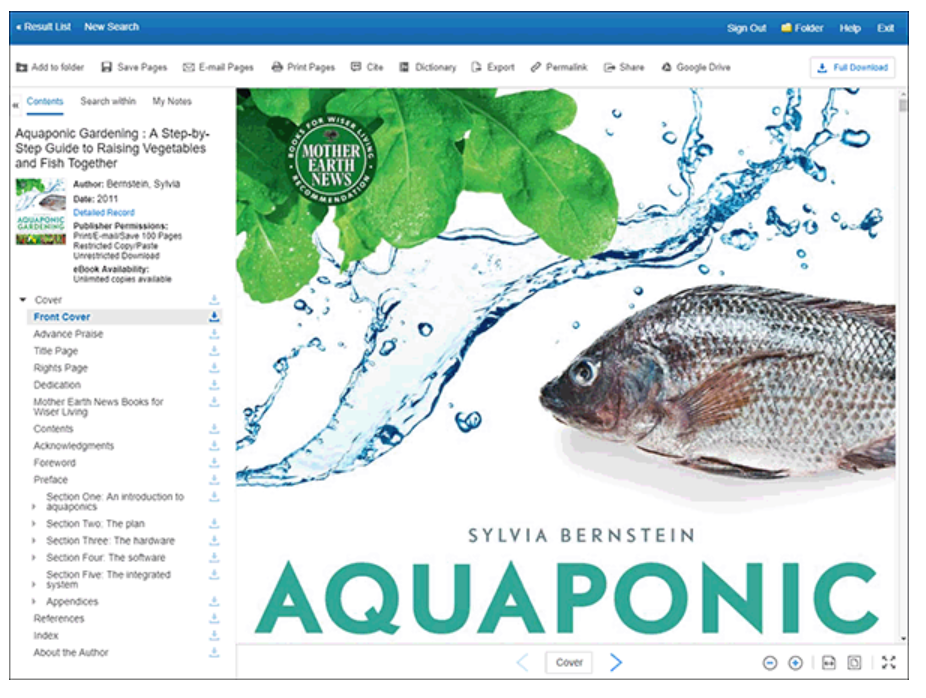 « Result List New Search Sign Out Folder Help Exit
Add to folder Save Pages E-mail Pages Print Pages Cite Dictionary Export Permalink Share Google Drive Full Download
« Contents Search within My Notes
Aquaponic Gardening : A Step-by-
Step Guide to Raising Vegetables
and Fish Together
Author: Bernstein, Sylvia
Date: 2011
Detailed Record
Publisher Permissions:
Print/E-mail/Save 100 Pages
Restricted Copy/Paste
Unrestricted Download
eBook Availability:
Unlimited copies available
AQUAPONIC
GARDENING
Cover
Front Cover
Advance Praise
Title Page
Rights Page
Dedication
Mother Earth News Books for
Wiser Living
Contents
Acknowledgments
Foreword
Preface
Section One: An introduction to
aquaponics
Section Two: The plan
Section Three: The hardware
Section Four: The software
Section Five: The integrated
system
Appendices
References
Index
About the Author
BOOKS FOR WISER LIVING
MOTHER
EARTH
NEWS
RECOMMENDATION
SYLVIA BERNSTEIN
AQUAPONIC
Cover